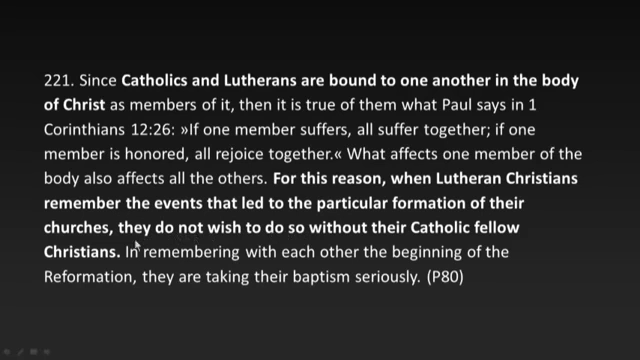 221. Since Catholics and Lutherans are bound to one another in the body
of Christ as members of it, then it is true of them what Paul says in 1
Corinthians 12:26: »If one member suffers, all suffer together; if one
member is honored, all rejoice together.« What affects one member of the
body also affects all the others. For this reason, when Lutheran Christians
remember the events that led to the particular formation of their
churches, they do not wish to do so without their Catholic fellow
Christians. In remembering with each other the beginning of the
Reformation, they are taking their baptism seriously. (P80)